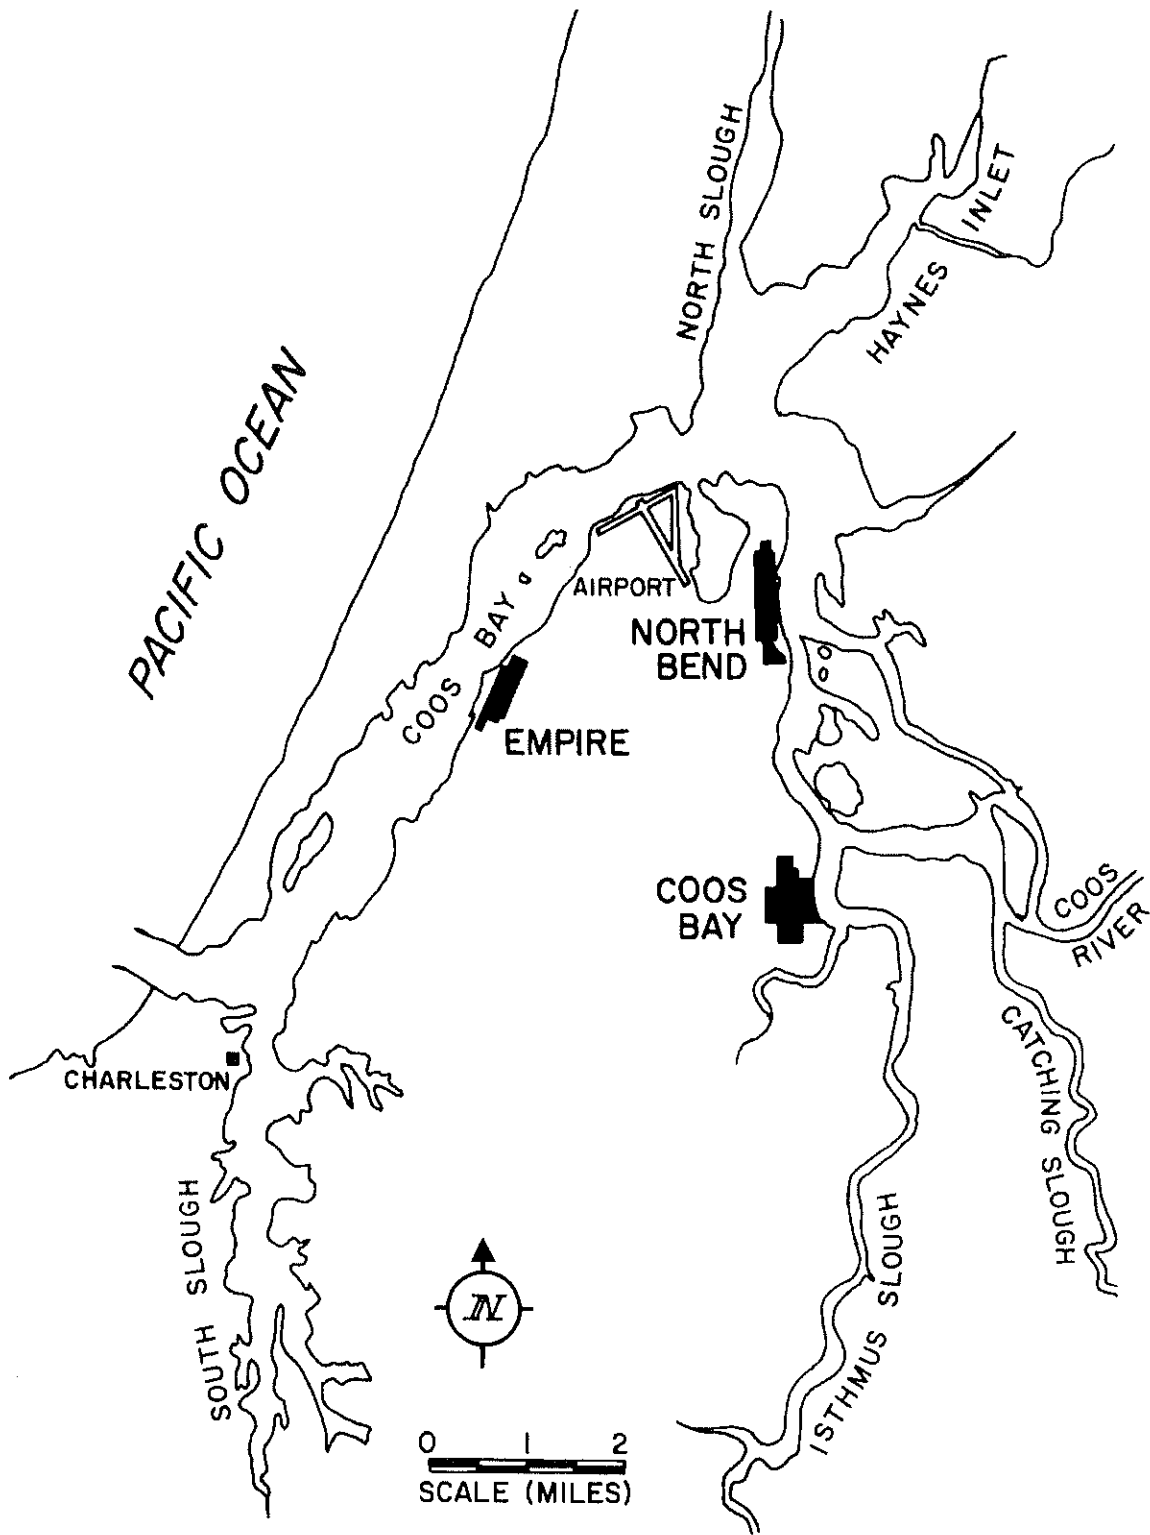 NORTH SLOUGH
HAYNES INLET
PACIFIC OCEAN
AIRPORT
COOS BAY
NORTH
BEND
EMPIRE
COOS
BAY
COOS
RIVER
CHARLESTON
CATCHING SLOUGH
SOUTH SLOUGH
ISTHMUS SLOUGH
N
0 1 2
SCALE (MILES)